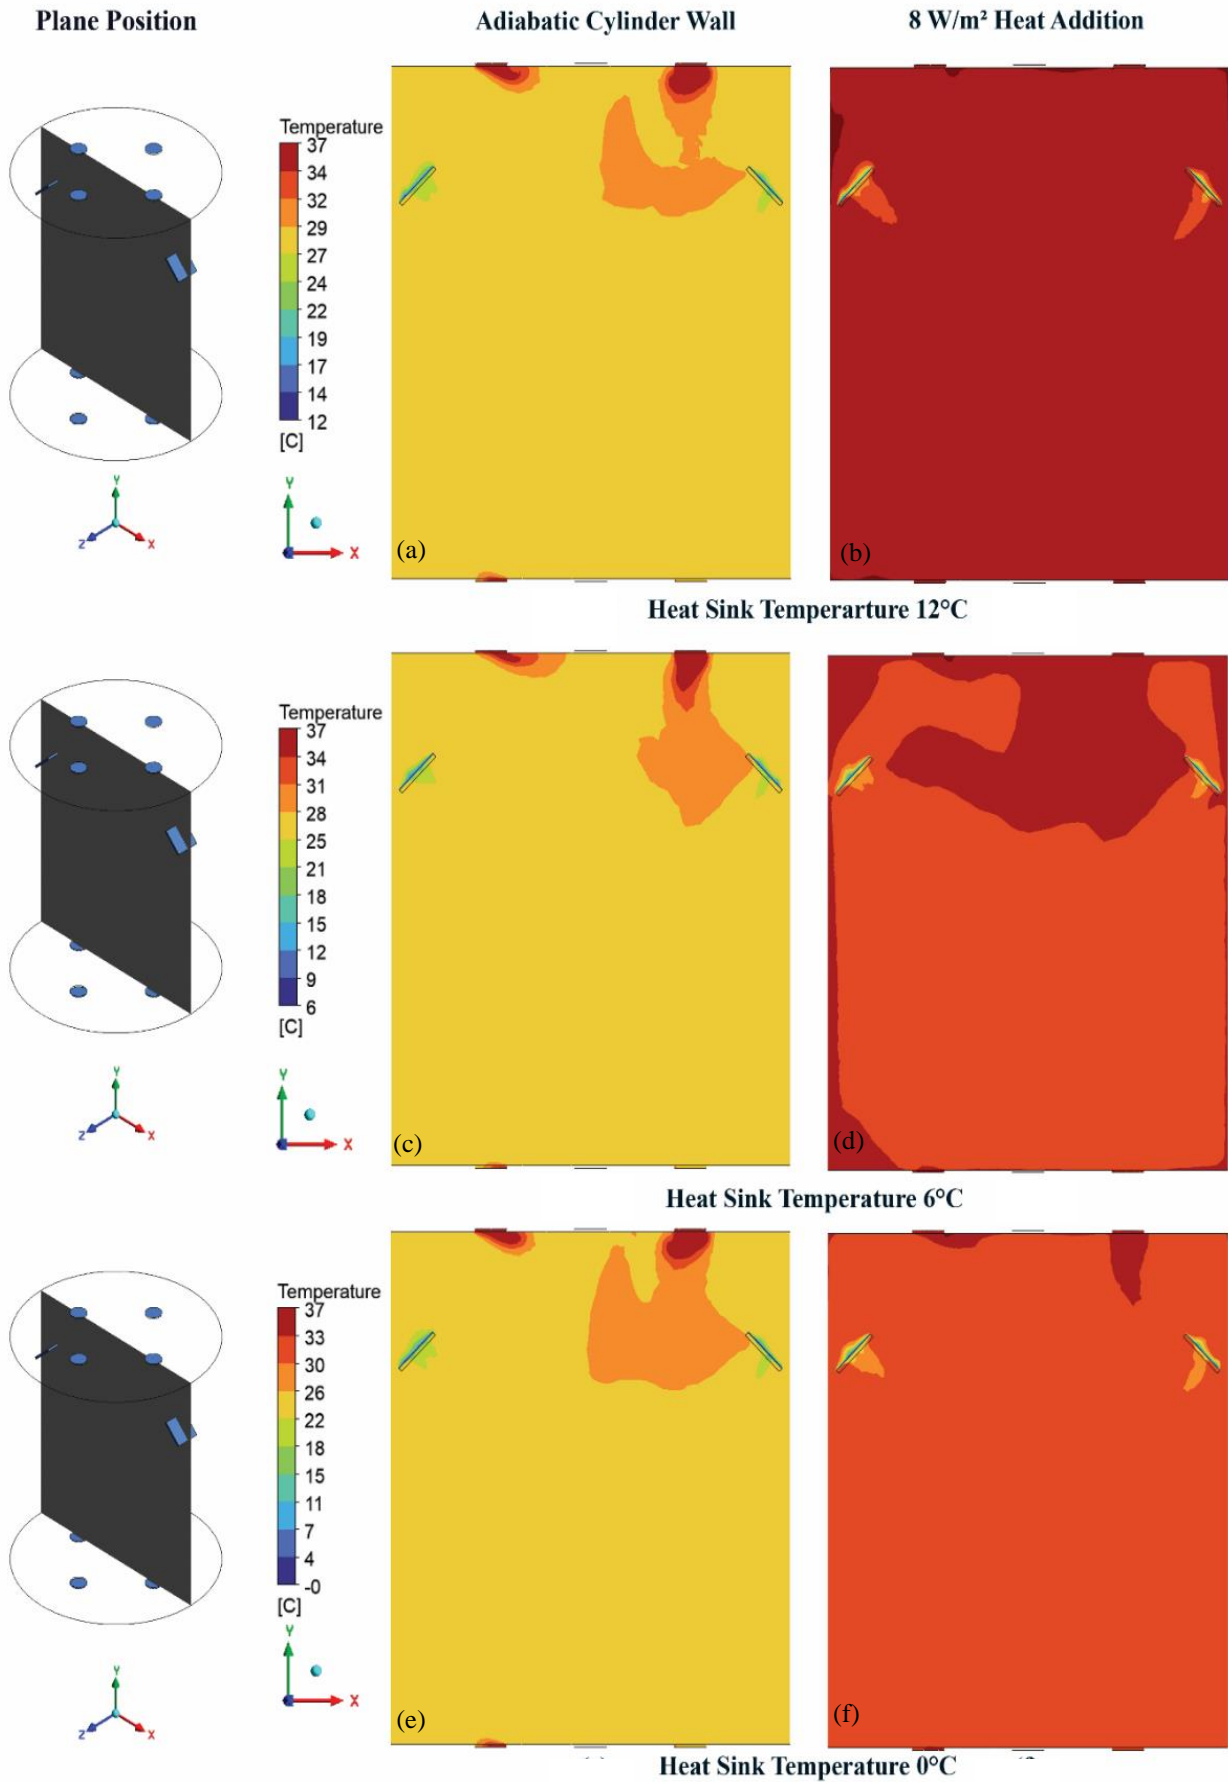 Plane Position
Adiabatic Cylinder Wall
8 W/m² Heat Addition
Temperature
37
34
32
29
27
24
22
19
17
14
12
[C]
Y
Z
X
Y
X
(a)
(b)
Heat Sink Temperarture 12°C
Temperature
37
34
31
28
25
21
18
15
12
9
6
[C]
Y
Z
X
Y
X
(c)
(d)
Heat Sink Temperature 6°C
Temperature
37
33
30
26
22
18
15
11
7
4
-0
[C]
Y
Z
X
Y
X
(e)
(f)
Heat Sink Temperature 0°C